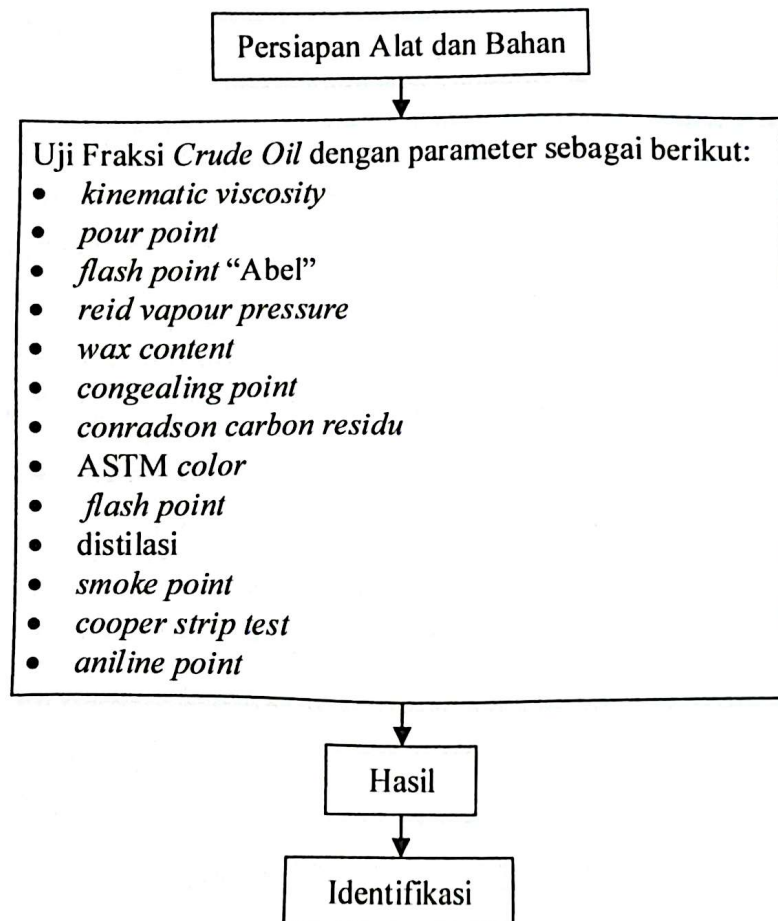 Persiapan Alat dan Bahan
Uji Fraksi Crude Oil dengan parameter sebagai berikut:
• kinematic viscosity
• pour point
• flash point “Abel”
• reid vapour pressure
• wax content
• congealing point
• conradson carbon residu
• ASTM color
• flash point
• distilasi
• smoke point
• cooper strip test
• aniline point
Hasil
Identifikasi